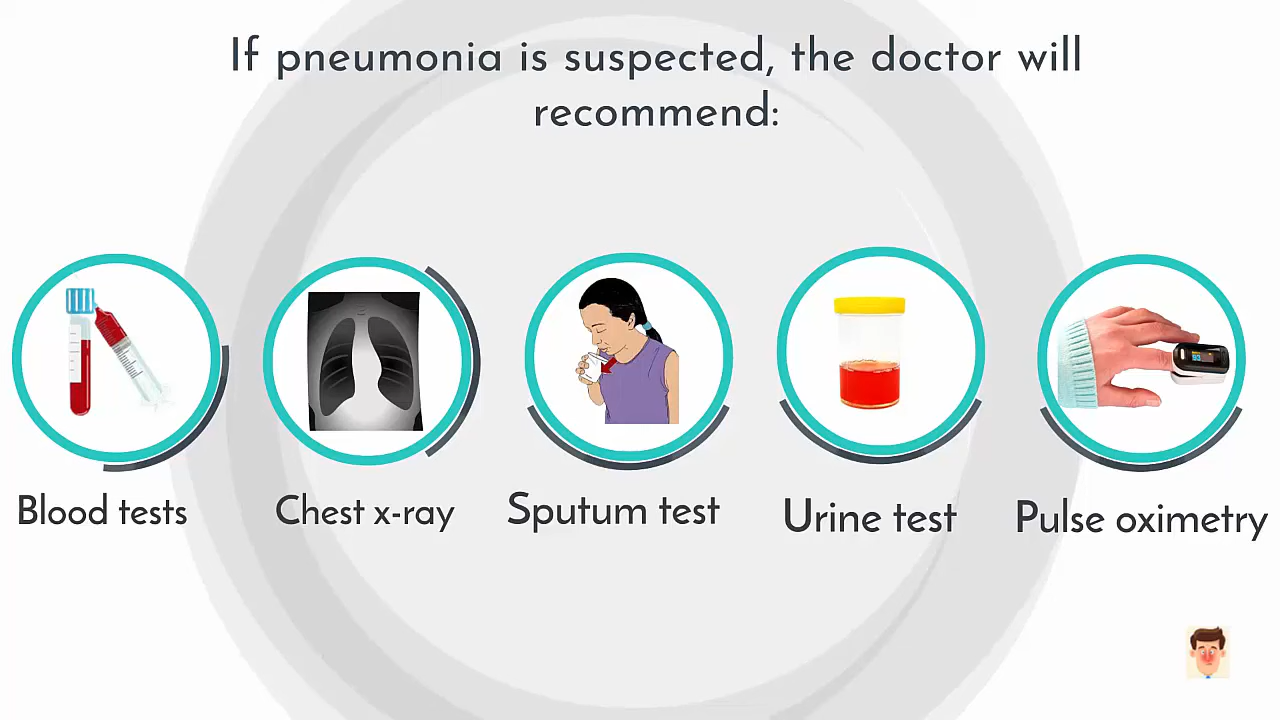 If pneumonia is suspected, the doctor will
recommend:
Blood tests
Chest x-ray
Sputum test
Urine test
Pulse oximetry